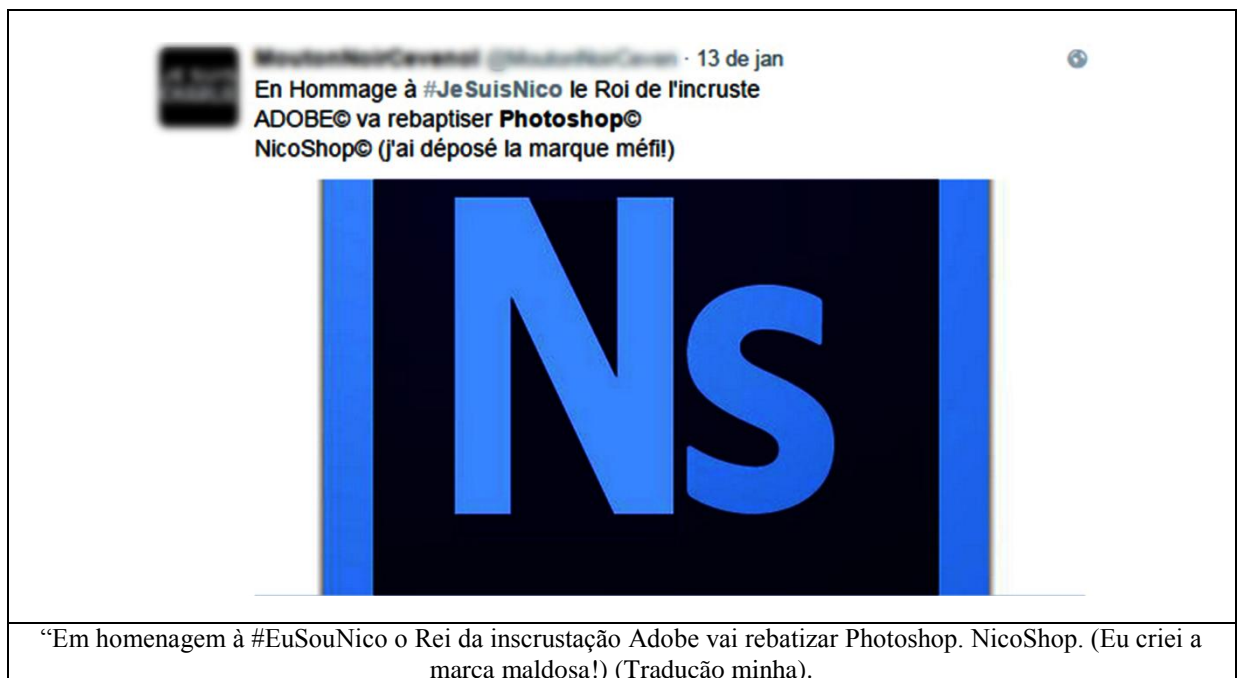 · 13 de jan
En Hommage à #JeSuisNico le Roi de l'incruste
ADOBE© va rebaptiser Photoshop©
NicoShop© (j'ai déposé la marque méfi!)
Ns
“Em homenagem à #EuSouNico o Rei da inscrustação Adobe vai rebatizar Photoshop. NicoShop. (Eu criei a
marca maldosa!) (Tradução minha).